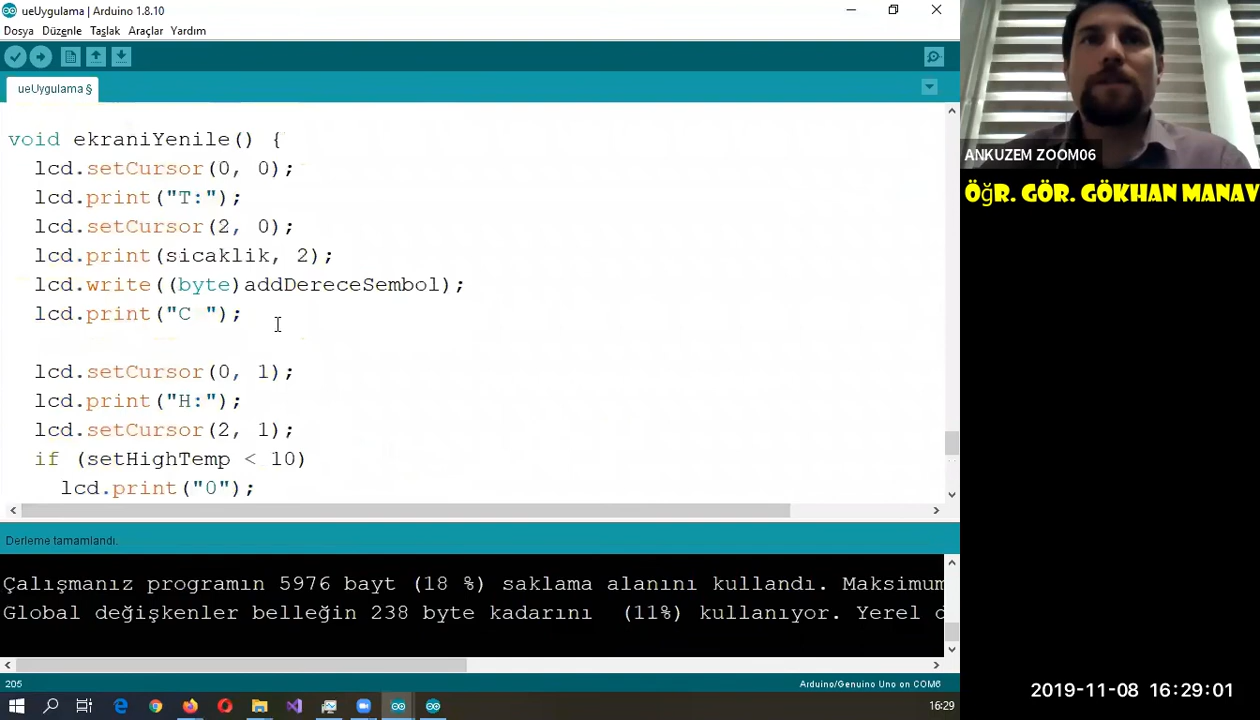 ueUygulama | Arduino 1.8.10
Dosya Düzenle Taşlak Araçlar Yardım
ueUygulama §
void ekraniYenile() {
lcd.setCursor(0, 0);
lcd.print("T:");
lcd.setCursor(2, 0);
lcd.print(sicaklik, 2);
lcd.write((byte)addDereceSembol);
lcd.print("C ");
lcd.setCursor(0, 1);
lcd.print("H:");
lcd.setCursor(2, 1);
if (setHighTemp < 10)
lcd.print("0");
Derleme tamamlandı.
Çalışmanız programın 5976 bayt (18 %) saklama alanını kullandı. Maksimum
Global değişkenler belleğin 238 byte kadarını (11%) kullanıyor. Yerel d
205
Arduino/Genuino Uno on COM6
16:29
ANKUZEM ZOOM06
ÖĞR. GÖR. GÖKHAN MANAV
2019-11-08 16:29:01